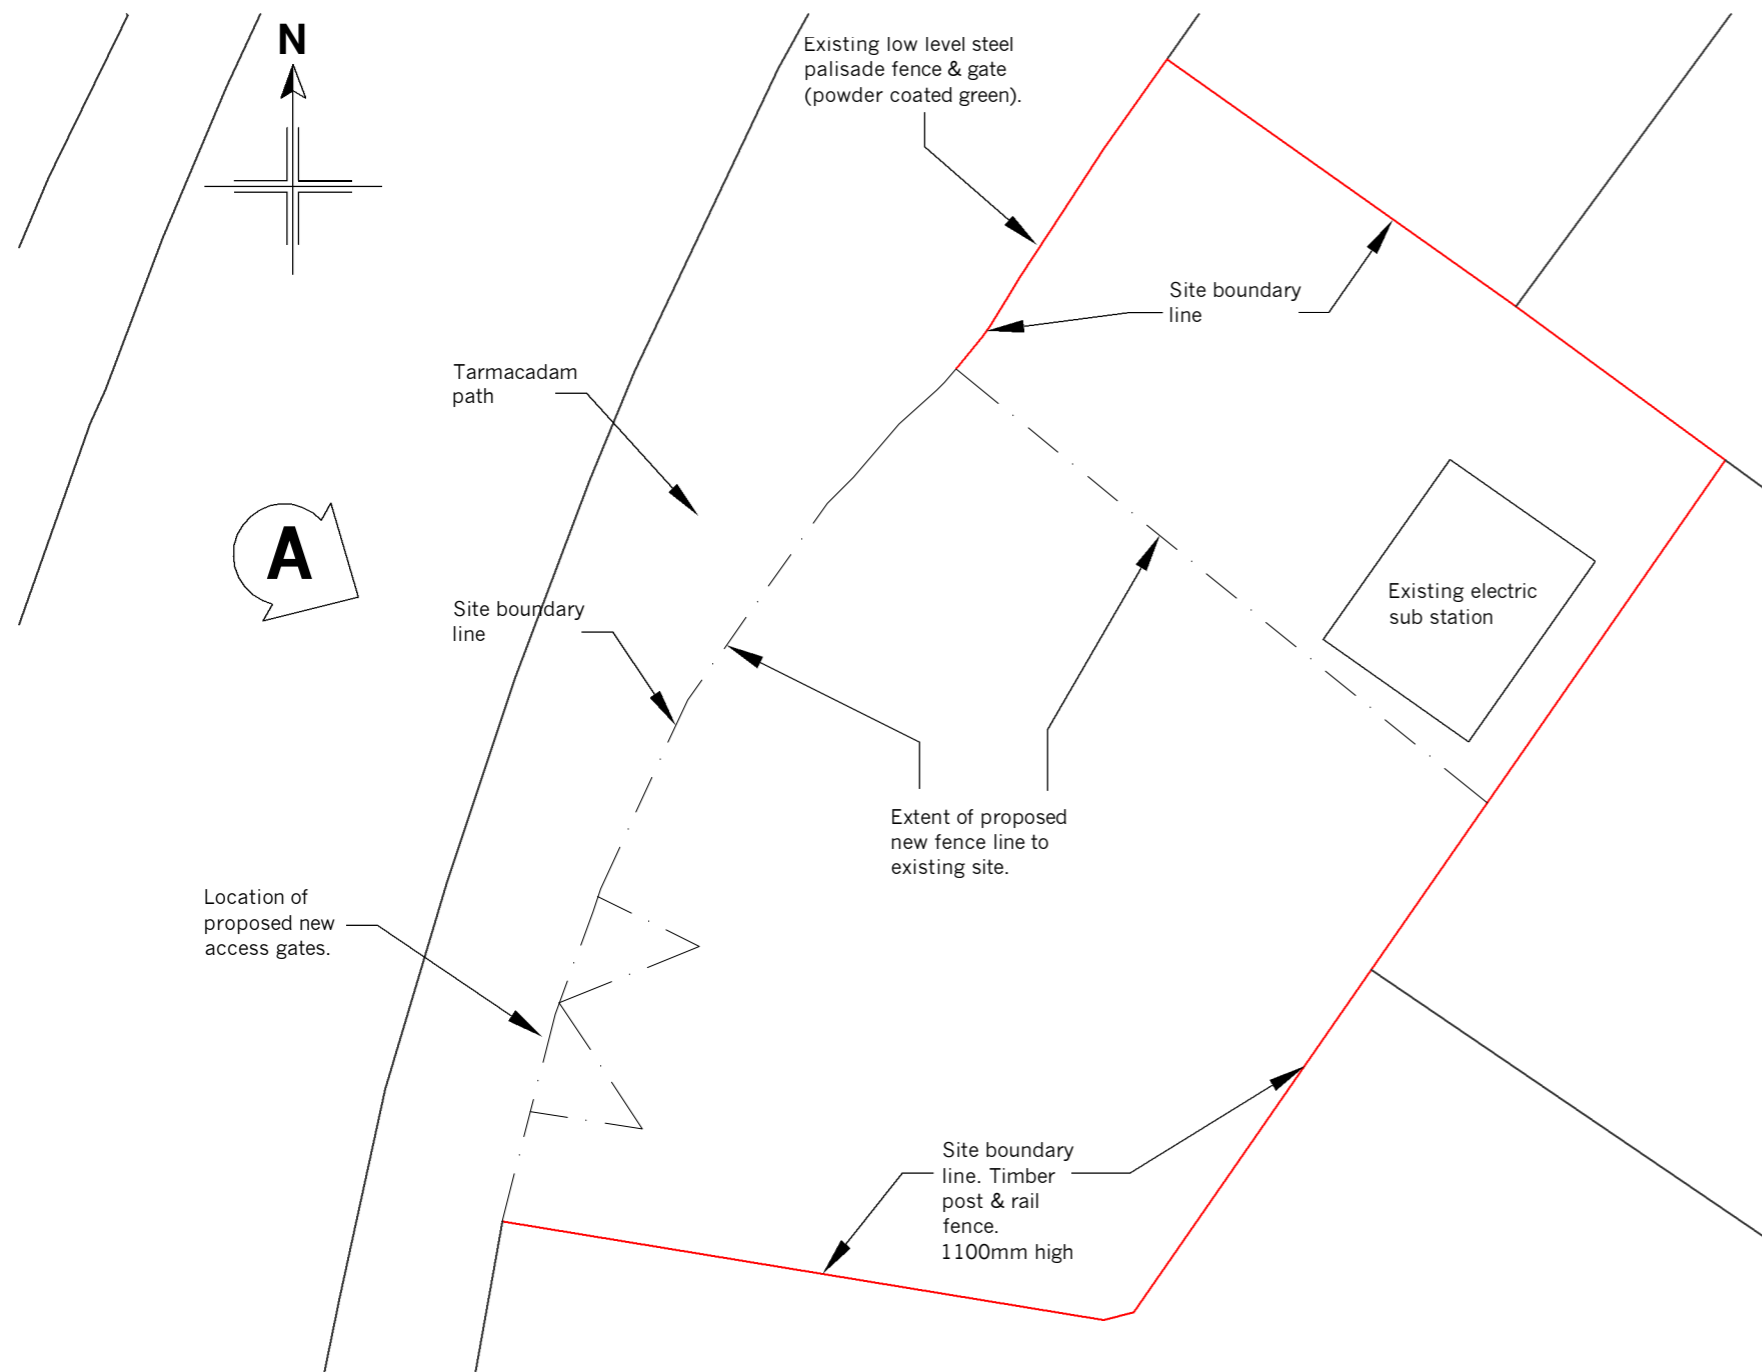 N
Existing low level steel
palisade fence & gate
(powder coated green).
Site boundary
line
Tarmacadam
path
A
Existing electric
sub station
Site boundary
line
Extent of proposed
new fence line to
existing site.
Location of
proposed new
access gates.
Site boundary
line. Timber
post & rail
fence.
1100mm high